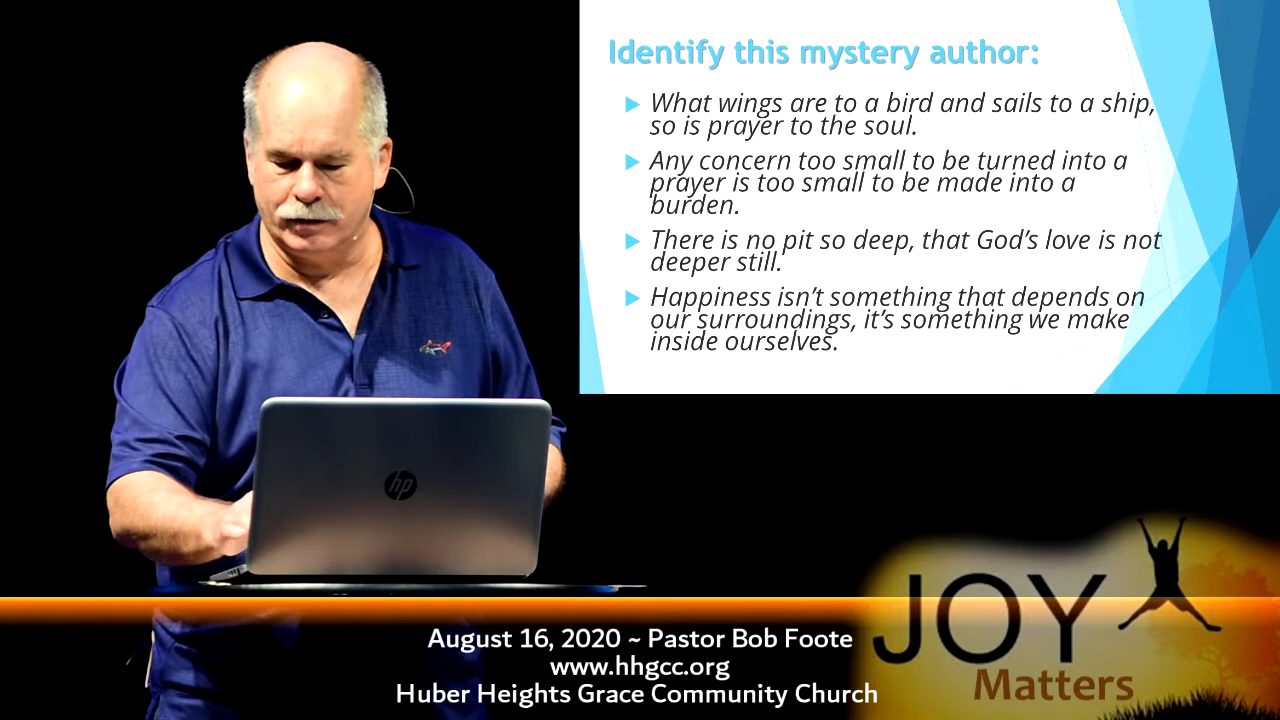 Identify this mystery author:
What wings are to a bird and sails to a ship,
so is prayer to the soul.
Any concern too small to be turned into a
prayer is too small to be made into a
burden.
There is no pit so deep, that God's love is not
deeper still.
Happiness isn't something that depends on
our surroundings, it's something we make
inside ourselves.
hp
August 16, 2020 ~ Pastor Bob Foote
www.hhgcc.org
Huber Heights Grace Community Church
JOY
Matters